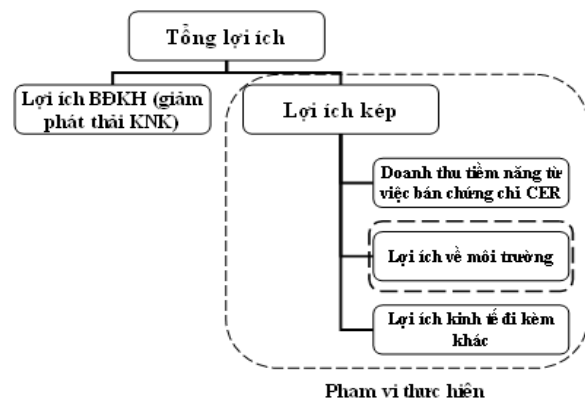 Tổng lợi ích
Lợi ích BĐKH (giảm
phát thải KNK)
Lợi ích kép
Doanh thu tiềm năng từ
việc bán chứng chỉ CER
Lợi ích về môi trường
Lợi ích kinh tế đi kèm
khác
Phạm vi thực hiện